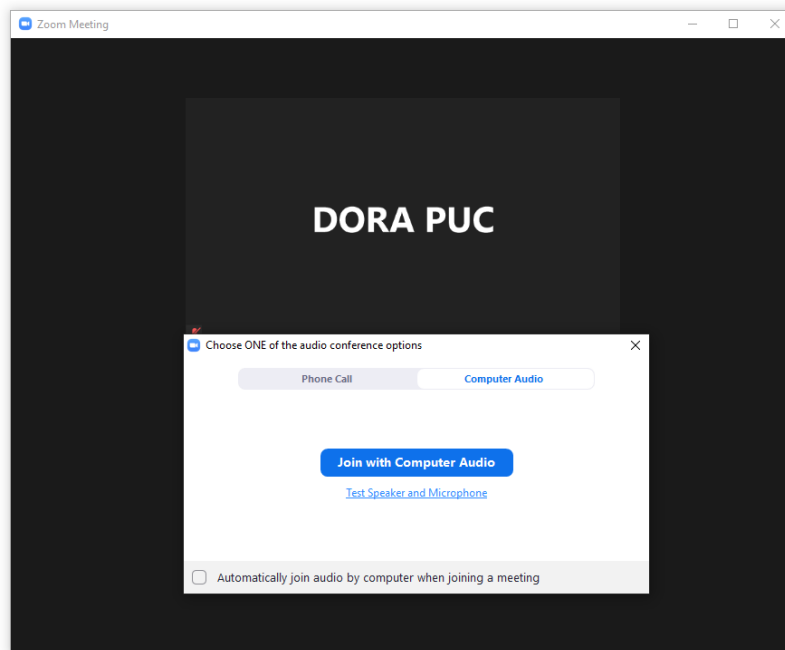 Zoom Meeting
DORA PUC
Choose ONE of the audio conference options
Phone Call
Computer Audio
Join with Computer Audio
Test Speaker and Microphone
Automatically join audio by computer when joining a meeting